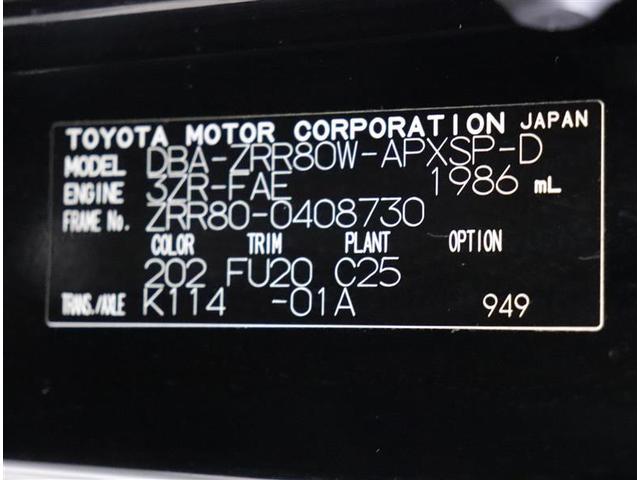 TOYOTA MOTOR CORPORATION JAPAN
MODEL DBA-ZRR80W-APXSP-D
ENGINE 3ZR-FAE 1986 mL
FRAME No. ZRR80-0408730
COLOR TRIM PLANT OPTION
202 FU20 C25
TRANS./AXLE K114 -01A 949